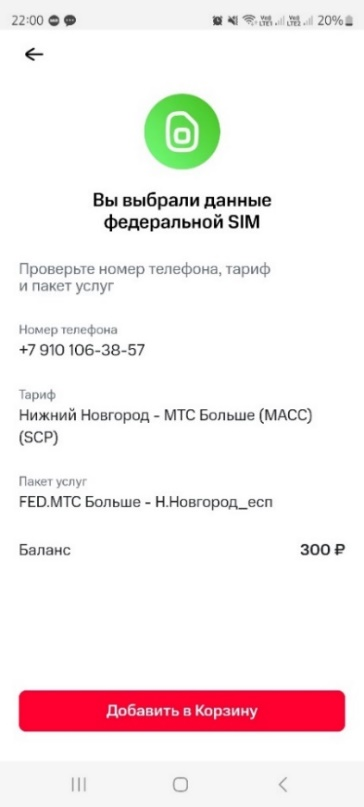 22:00 20%
Вы выбрали данные
федеральной SIM
Проверьте номер телефона, тариф
и пакет услуг
Номер телефона
+7 910 106-38-57
Тариф
Нижний Новгород - МТС Больше (МАСС)
(SCP)
Пакет услуг
FED.МТС Больше - Н.Новгород_есп
Баланс 300 ₽
Добавить в Корзину